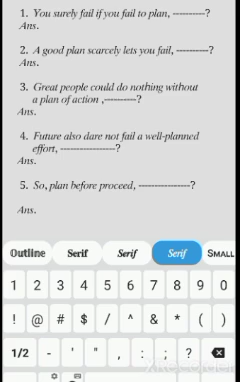 1. You surely fail if you fail to plan, ----------?
Ans.
2. A good plan scarcely lets you fail, ----------?
Ans.
3. Great people could do nothing without
a plan of action ,----------?
Ans.
4. Future also dare not fail a well-planned
effort, -----------------?
Ans.
5. So, plan before proceed, ----------------?
Ans.
Outline Serif Serif Serif SMALL
1 2 3 4 5 6 7 8 9 0
! @ # $ / ^ & * ( )
1/2 - ' " , : ; ?